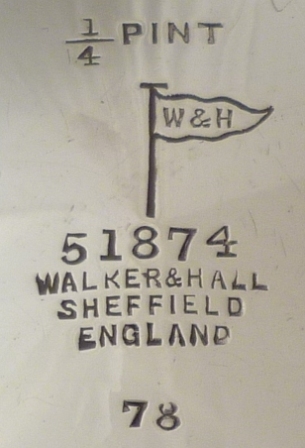 1/4 PINT
W&H
51874
WALKER&HALL
SHEFFIELD
ENGLAND
78